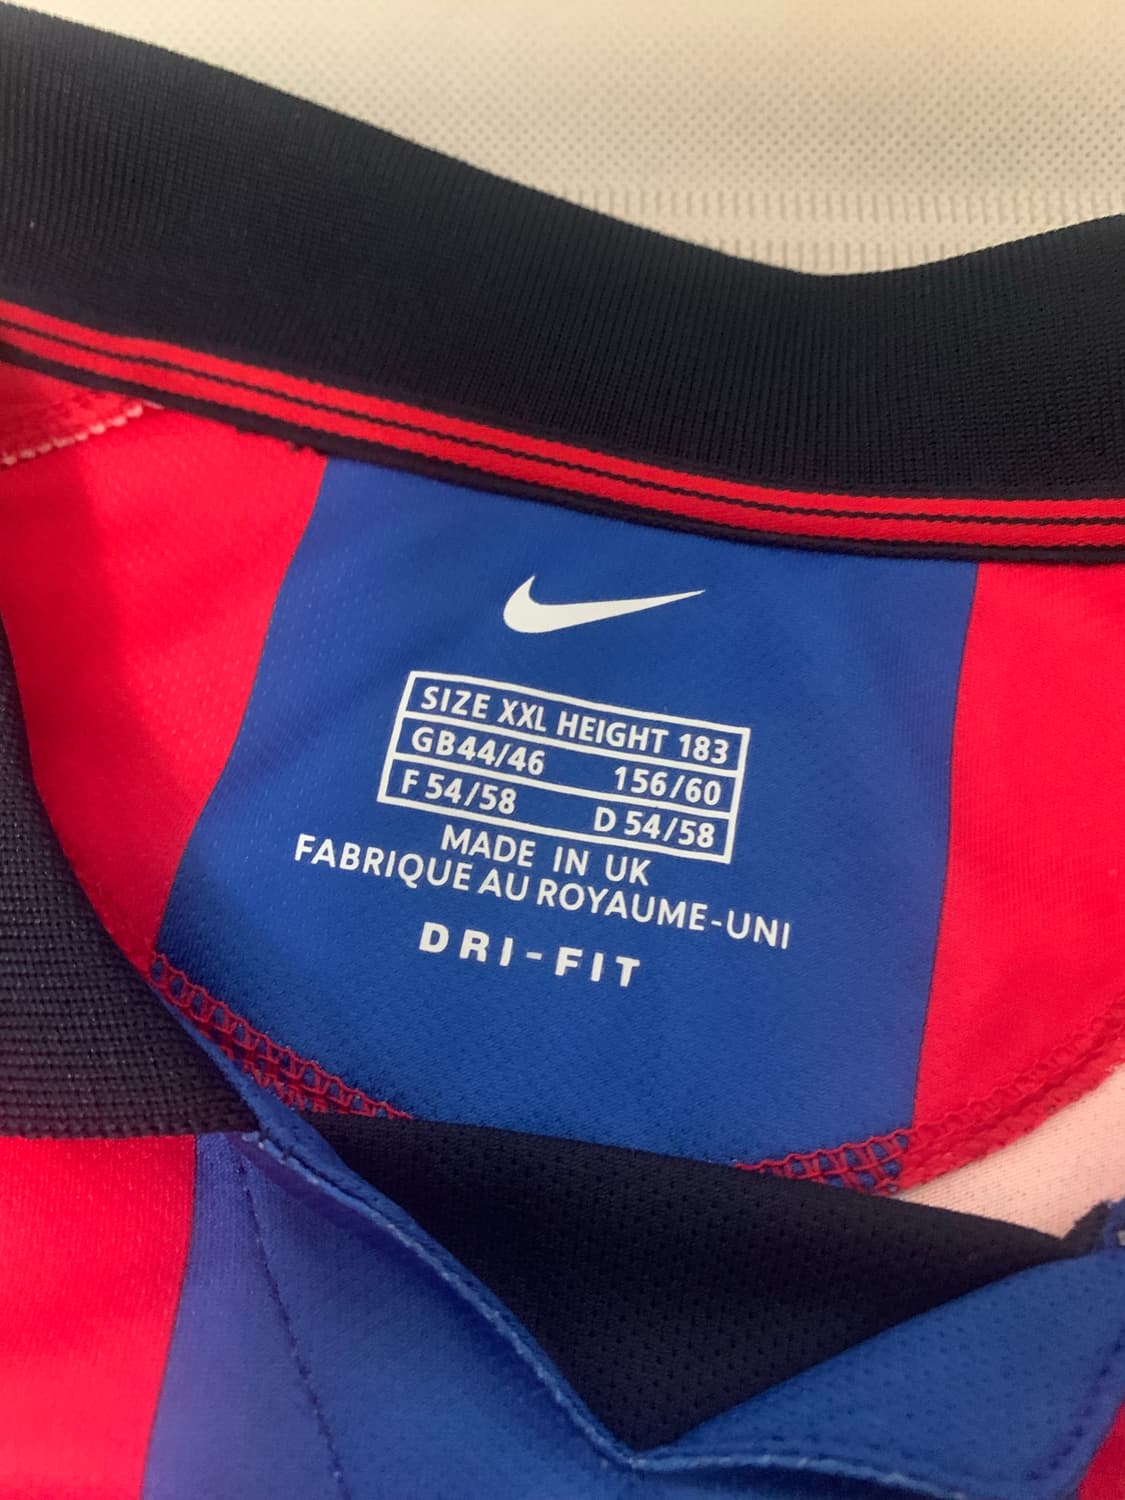 SIZE XXL HEIGHT 183
GB44/46 156/60
F 54/58 D 54/58
MADE IN UK
FABRIQUE AU ROYAUME-UNI
DRI-FIT